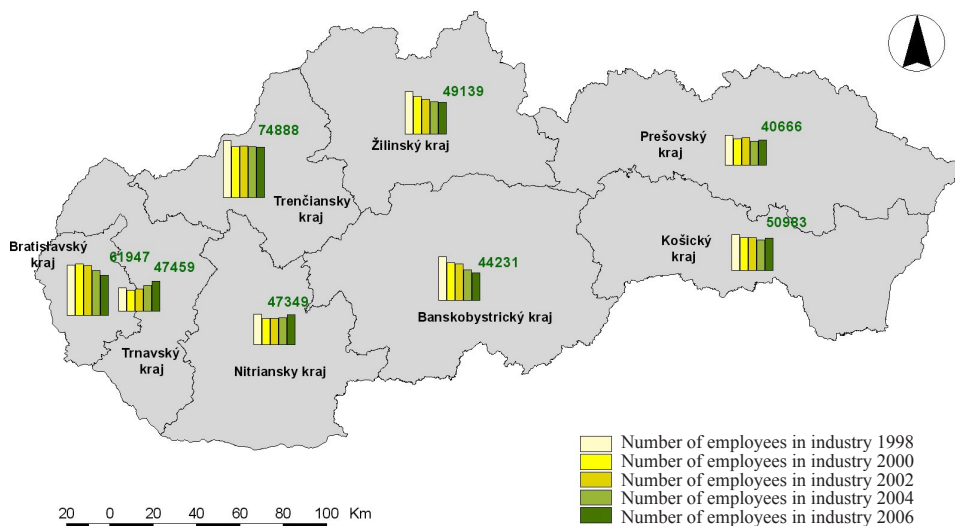 49139
Žilinský kraj
74888
Trenčiansky
kraj
Prešovský
kraj
40666
Bratislavský
kraj
61947
47459
Trnavský
kraj
47349
Nitriansky kraj
44231
Banskobystrický kraj
Košický
kraj
50983
Number of employees in industry 1998
Number of employees in industry 2000
Number of employees in industry 2002
Number of employees in industry 2004
Number of employees in industry 2006
20 0 20 40 60 80 100 Km